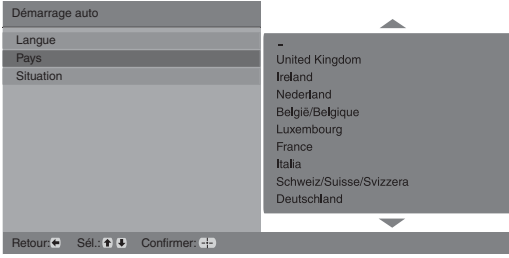 Démarrage auto
Langue
Pays
Situation
-
United Kingdom
Ireland
Nederland
België/Belgique
Luxembourg
France
Italia
Schweiz/Suisse/Svizzera
Deutschland
Retour: Sél.: Confirmer: